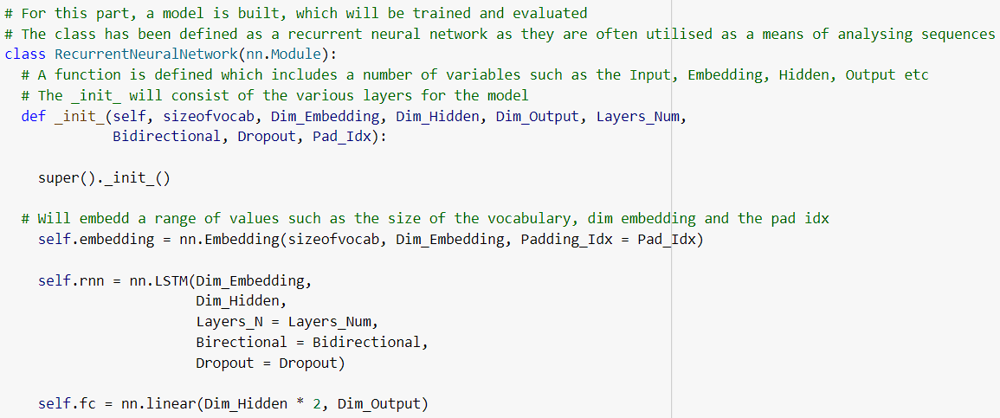 # For this part, a model is built, which will be trained and evaluated
# The class has been defined as a recurrent neural network as they are often utilised as a means of analysing sequences
class RecurrentNeuralNetwork(nn.Module):
  # A function is defined which includes a number of variables such as the Input, Embedding, Hidden, Output etc
  # The _init_ will consist of the various layers for the model
  def _init_(self, sizeofvocab, Dim_Embedding, Dim_Hidden, Dim_Output, Layers_Num,
             Bidirectional, Dropout, Pad_Idx):
    super()._init_()
  # Will embedd a range of values such as the size of the vocabulary, dim embedding and the pad idx
    self.embedding = nn.Embedding(sizeofvocab, Dim_Embedding, Padding_Idx = Pad_Idx)
    self.rnn = nn.LSTM(Dim_Embedding,
                       Dim_Hidden,
                       Layers_N = Layers_Num,
                       Birectional = Bidirectional,
                       Dropout = Dropout)
    self.fc = nn.linear(Dim_Hidden * 2, Dim_Output)